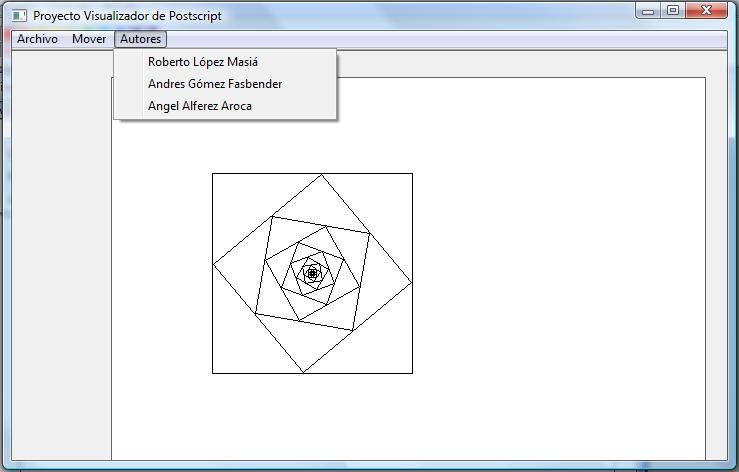 Proyecto Visualizador de Postscript
Archivo Mover Autores
Roberto López Masiá
Andres Gómez Fasbender
Angel Alferez Aroca